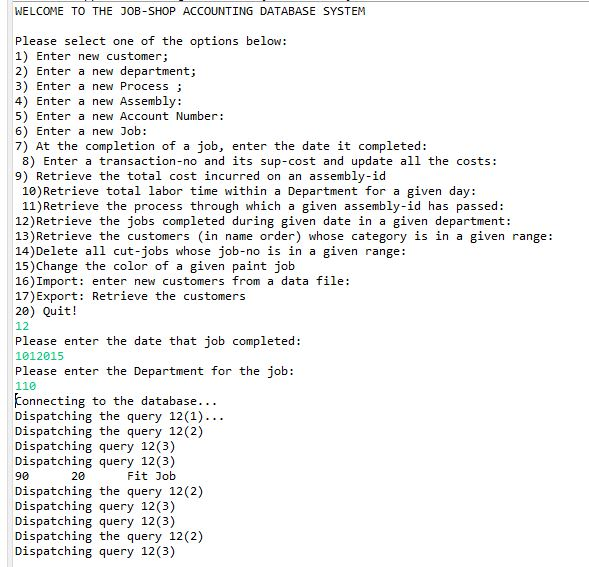 WELCOME TO THE JOB-SHOP ACCOUNTING DATABASE SYSTEM
Please select one of the options below:
1) Enter new customer;
2) Enter a new department;
3) Enter a new Process ;
4) Enter a new Assembly:
5) Enter a new Account Number:
6) Enter a new Job:
7) At the completion of a job, enter the date it completed:
8) Enter a transaction-no and its sup-cost and update all the costs:
9) Retrieve the total cost incurred on an assembly-id
10)Retrieve total labor time within a Department for a given day:
11)Retrieve the process through which a given assembly-id has passed:
12)Retrieve the jobs completed during given date in a given department:
13)Retrieve the customers (in name order) whose category is in a given range:
14)Delete all cut-jobs whose job-no is in a given range:
15)Change the color of a given paint job
16)Import: enter new customers from a data file:
17)Export: Retrieve the customers
20) Quit!
12
Please enter the date that job completed:
1012015
Please enter the Department for the job:
110
Connecting to the database...
Dispatching the query 12(1)...
Dispatching the query 12(2)
Dispatching query 12(3)
Dispatching query 12(3)
90 20 Fit Job
Dispatching the query 12(2)
Dispatching query 12(3)
Dispatching query 12(3)
Dispatching the query 12(2)
Dispatching query 12(3)